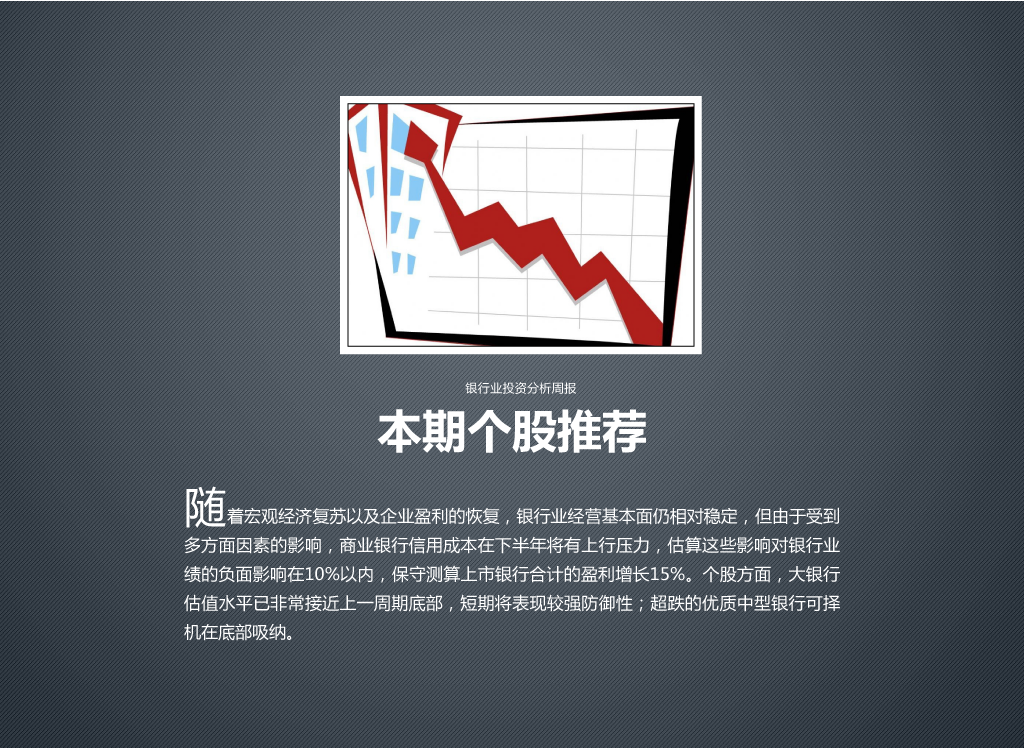 银行业投资分析周报
本期个股推荐
随着宏观经济复苏以及企业盈利的恢复，银行业经营基本面仍相对稳定，但由于受到
多方面因素的影响，商业银行信用成本在下半年将有上行压力，估算这些影响对银行业
绩的负面影响在10%以内，保守测算上市银行合计的盈利增长15%。个股方面，大银行
估值水平已非常接近上一周期底部，短期将表现较强防御性；超跌的优质中型银行可择
机在底部吸纳。